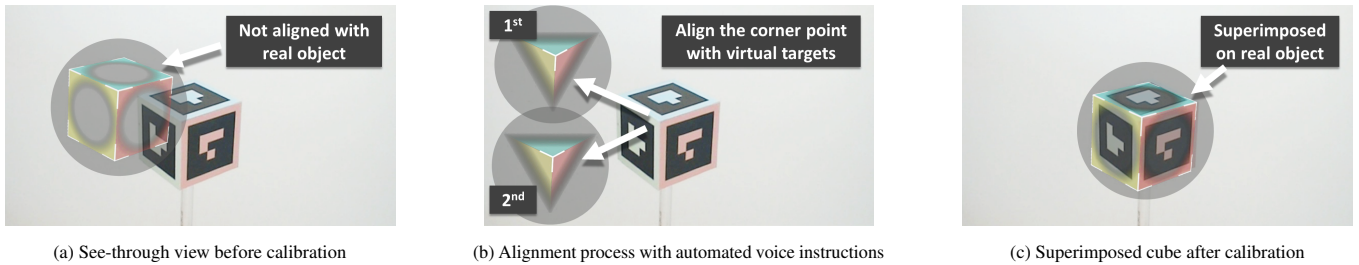 Not aligned with
real object
1st
Align the corner point
with virtual targets
2nd
Superimposed
on real object
(a) See-through view before calibration
(b) Alignment process with automated voice instructions
(c) Superimposed cube after calibration